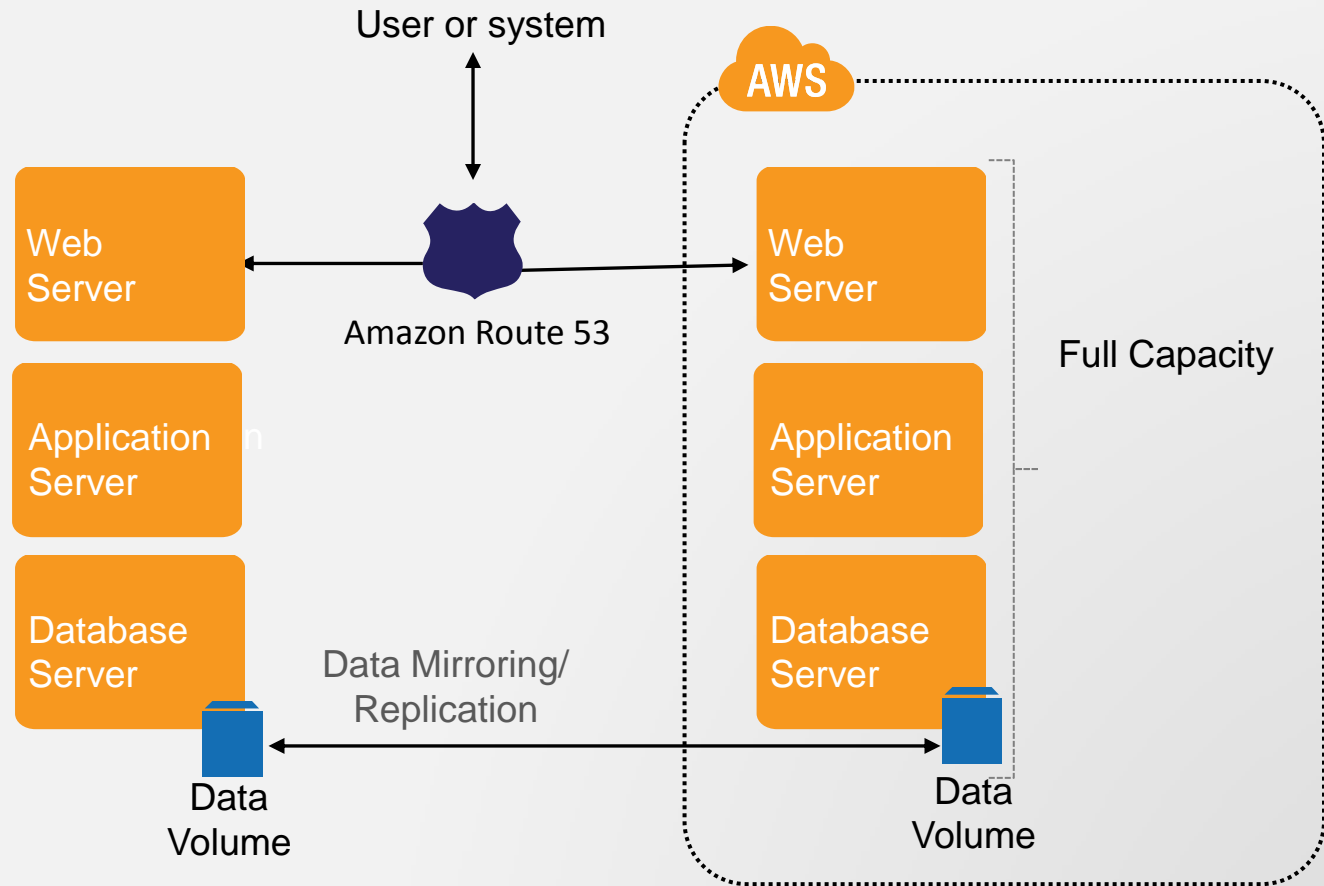 User or system
AWS
Web
Server
Amazon Route 53
Web
Server
Full Capacity
Application n
Server
Application
Server
Database
Server
Data Mirroring/
Replication
Database
Server
Data
Volume
Data
Volume